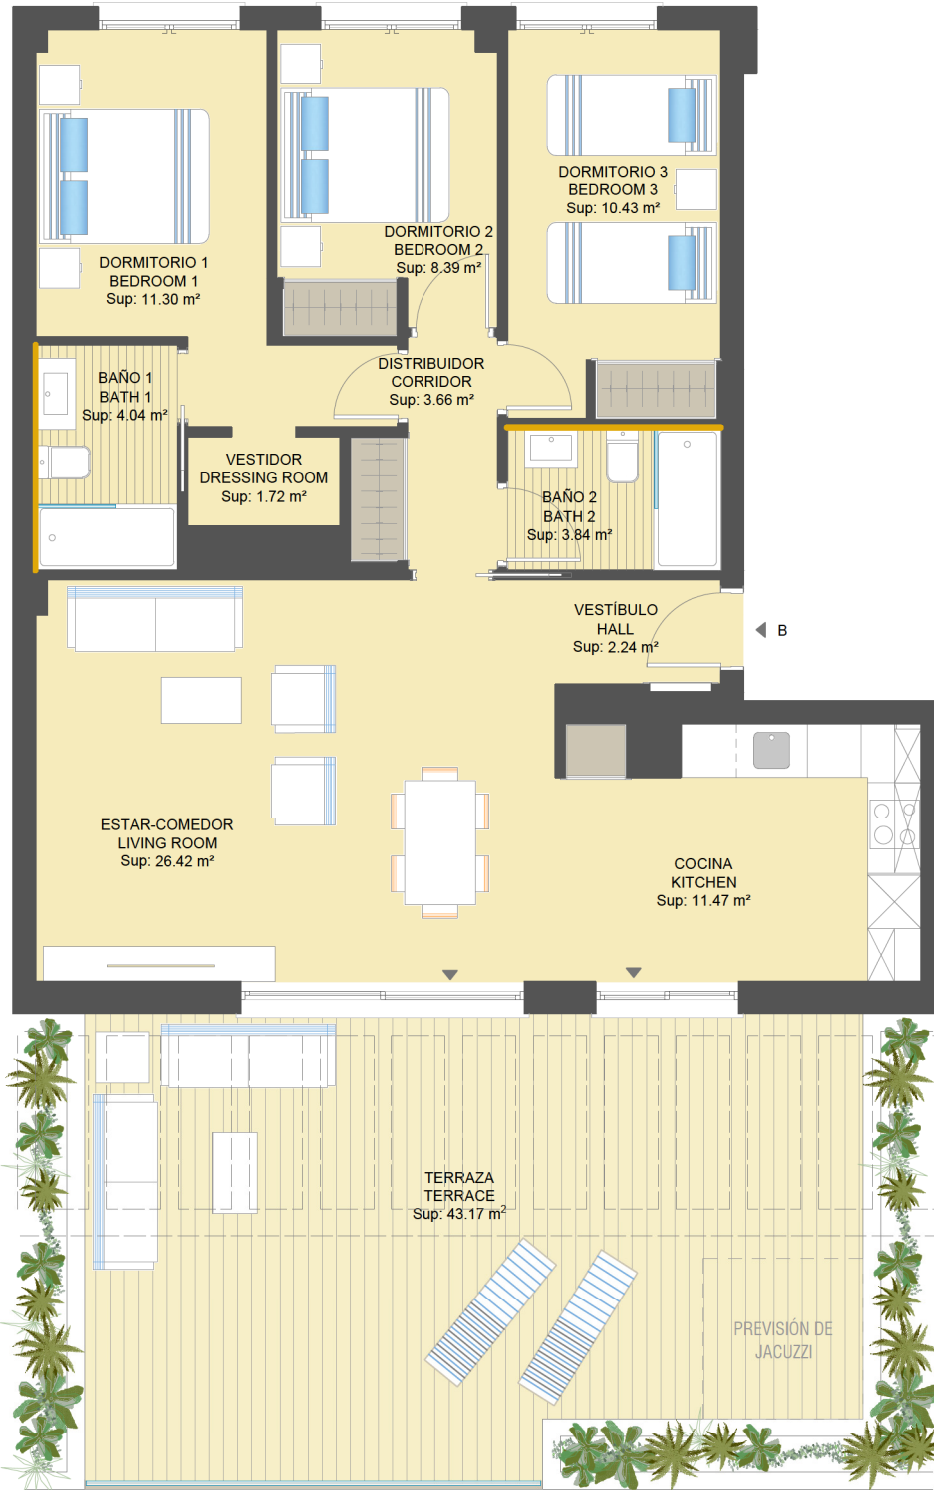 DORMITORIO 1
BEDROOM 1
Sup: 11.30 m²
DORMITORIO 2
BEDROOM 2
Sup: 8.39 m²
DORMITORIO 3
BEDROOM 3
Sup: 10.43 m²
BAÑO 1
BATH 1
Sup: 4.04 m²
DISTRIBUIDOR
CORRIDOR
Sup: 3.66 m²
VESTIDOR
DRESSING ROOM
Sup: 1.72 m²
BAÑO 2
BATH 2
Sup: 3.84 m²
VESTÍBULO
HALL
Sup: 2.24 m²
B
ESTAR-COMEDOR
LIVING ROOM
Sup: 26.42 m²
COCINA
KITCHEN
Sup: 11.47 m²
TERRAZA
TERRACE
Sup: 43.17 m²
PREVISIÓN DE
JACUZZI